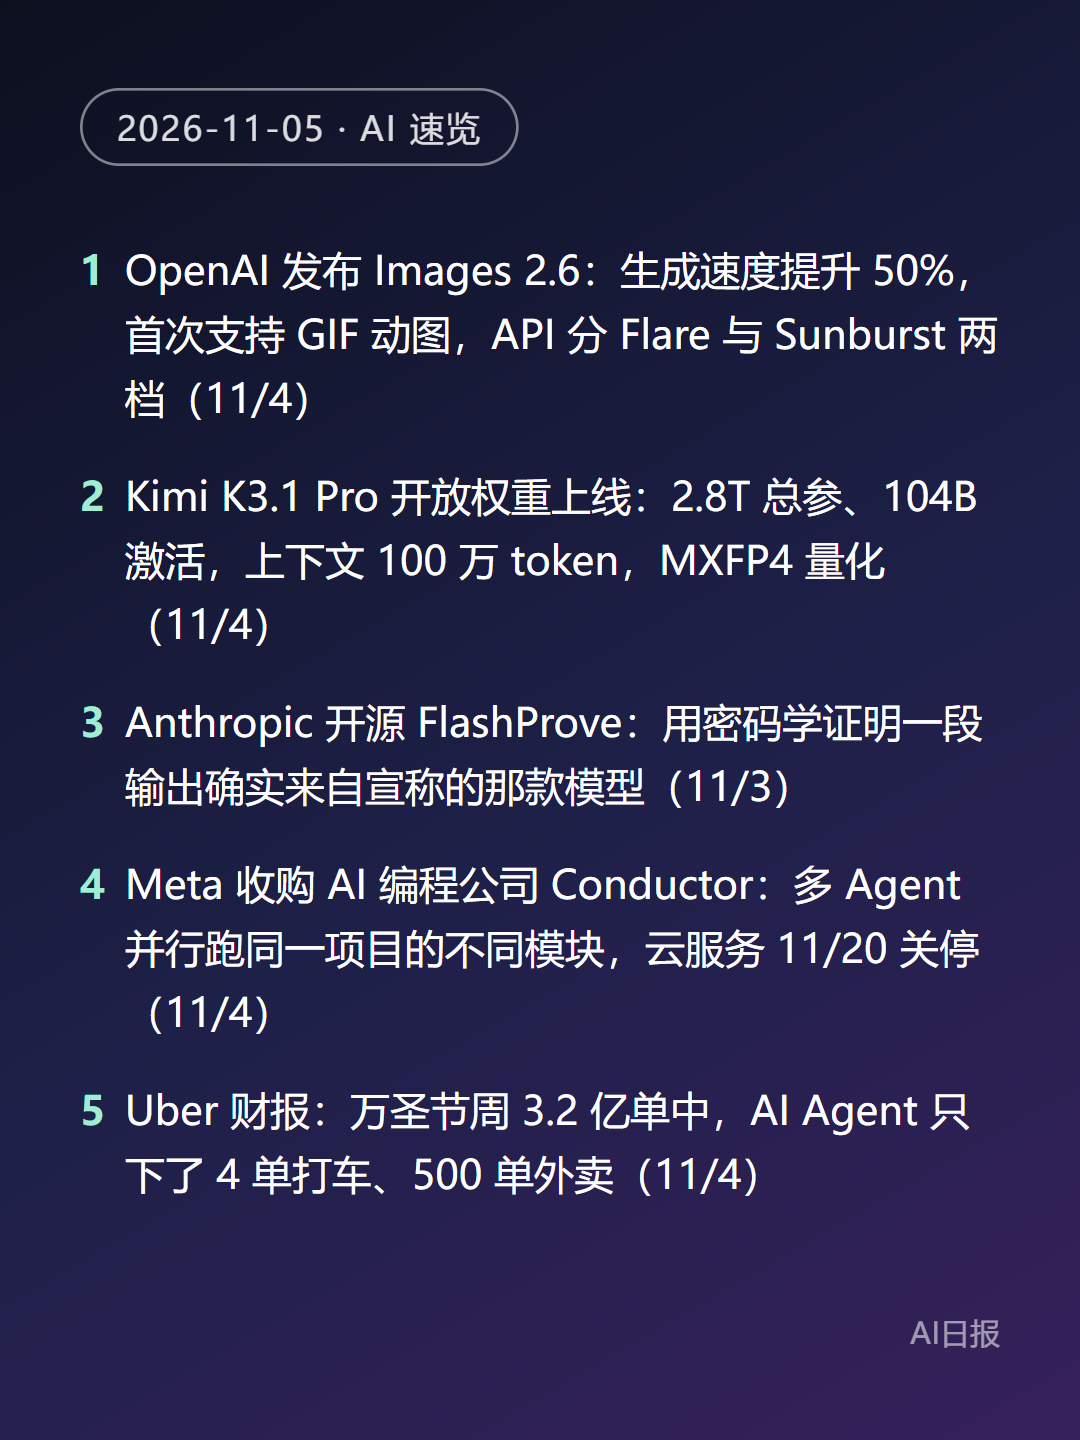 2026-11-05 · AI 速览
1 OpenAI 发布 Images 2.6：生成速度提升 50%，
首次支持 GIF 动图，API 分 Flare 与 Sunburst 两
档（11/4）
2 Kimi K3.1 Pro 开放权重上线：2.8T 总参、104B
激活，上下文 100 万 token，MXFP4 量化
（11/4）
3 Anthropic 开源 FlashProve：用密码学证明一段
输出确实来自宣称的那款模型（11/3）
4 Meta 收购 AI 编程公司 Conductor：多 Agent
并行跑同一项目的不同模块，云服务 11/20 关停
（11/4）
5 Uber 财报：万圣节周 3.2 亿单中，AI Agent 只
下了 4 单打车、500 单外卖（11/4）
AI日报